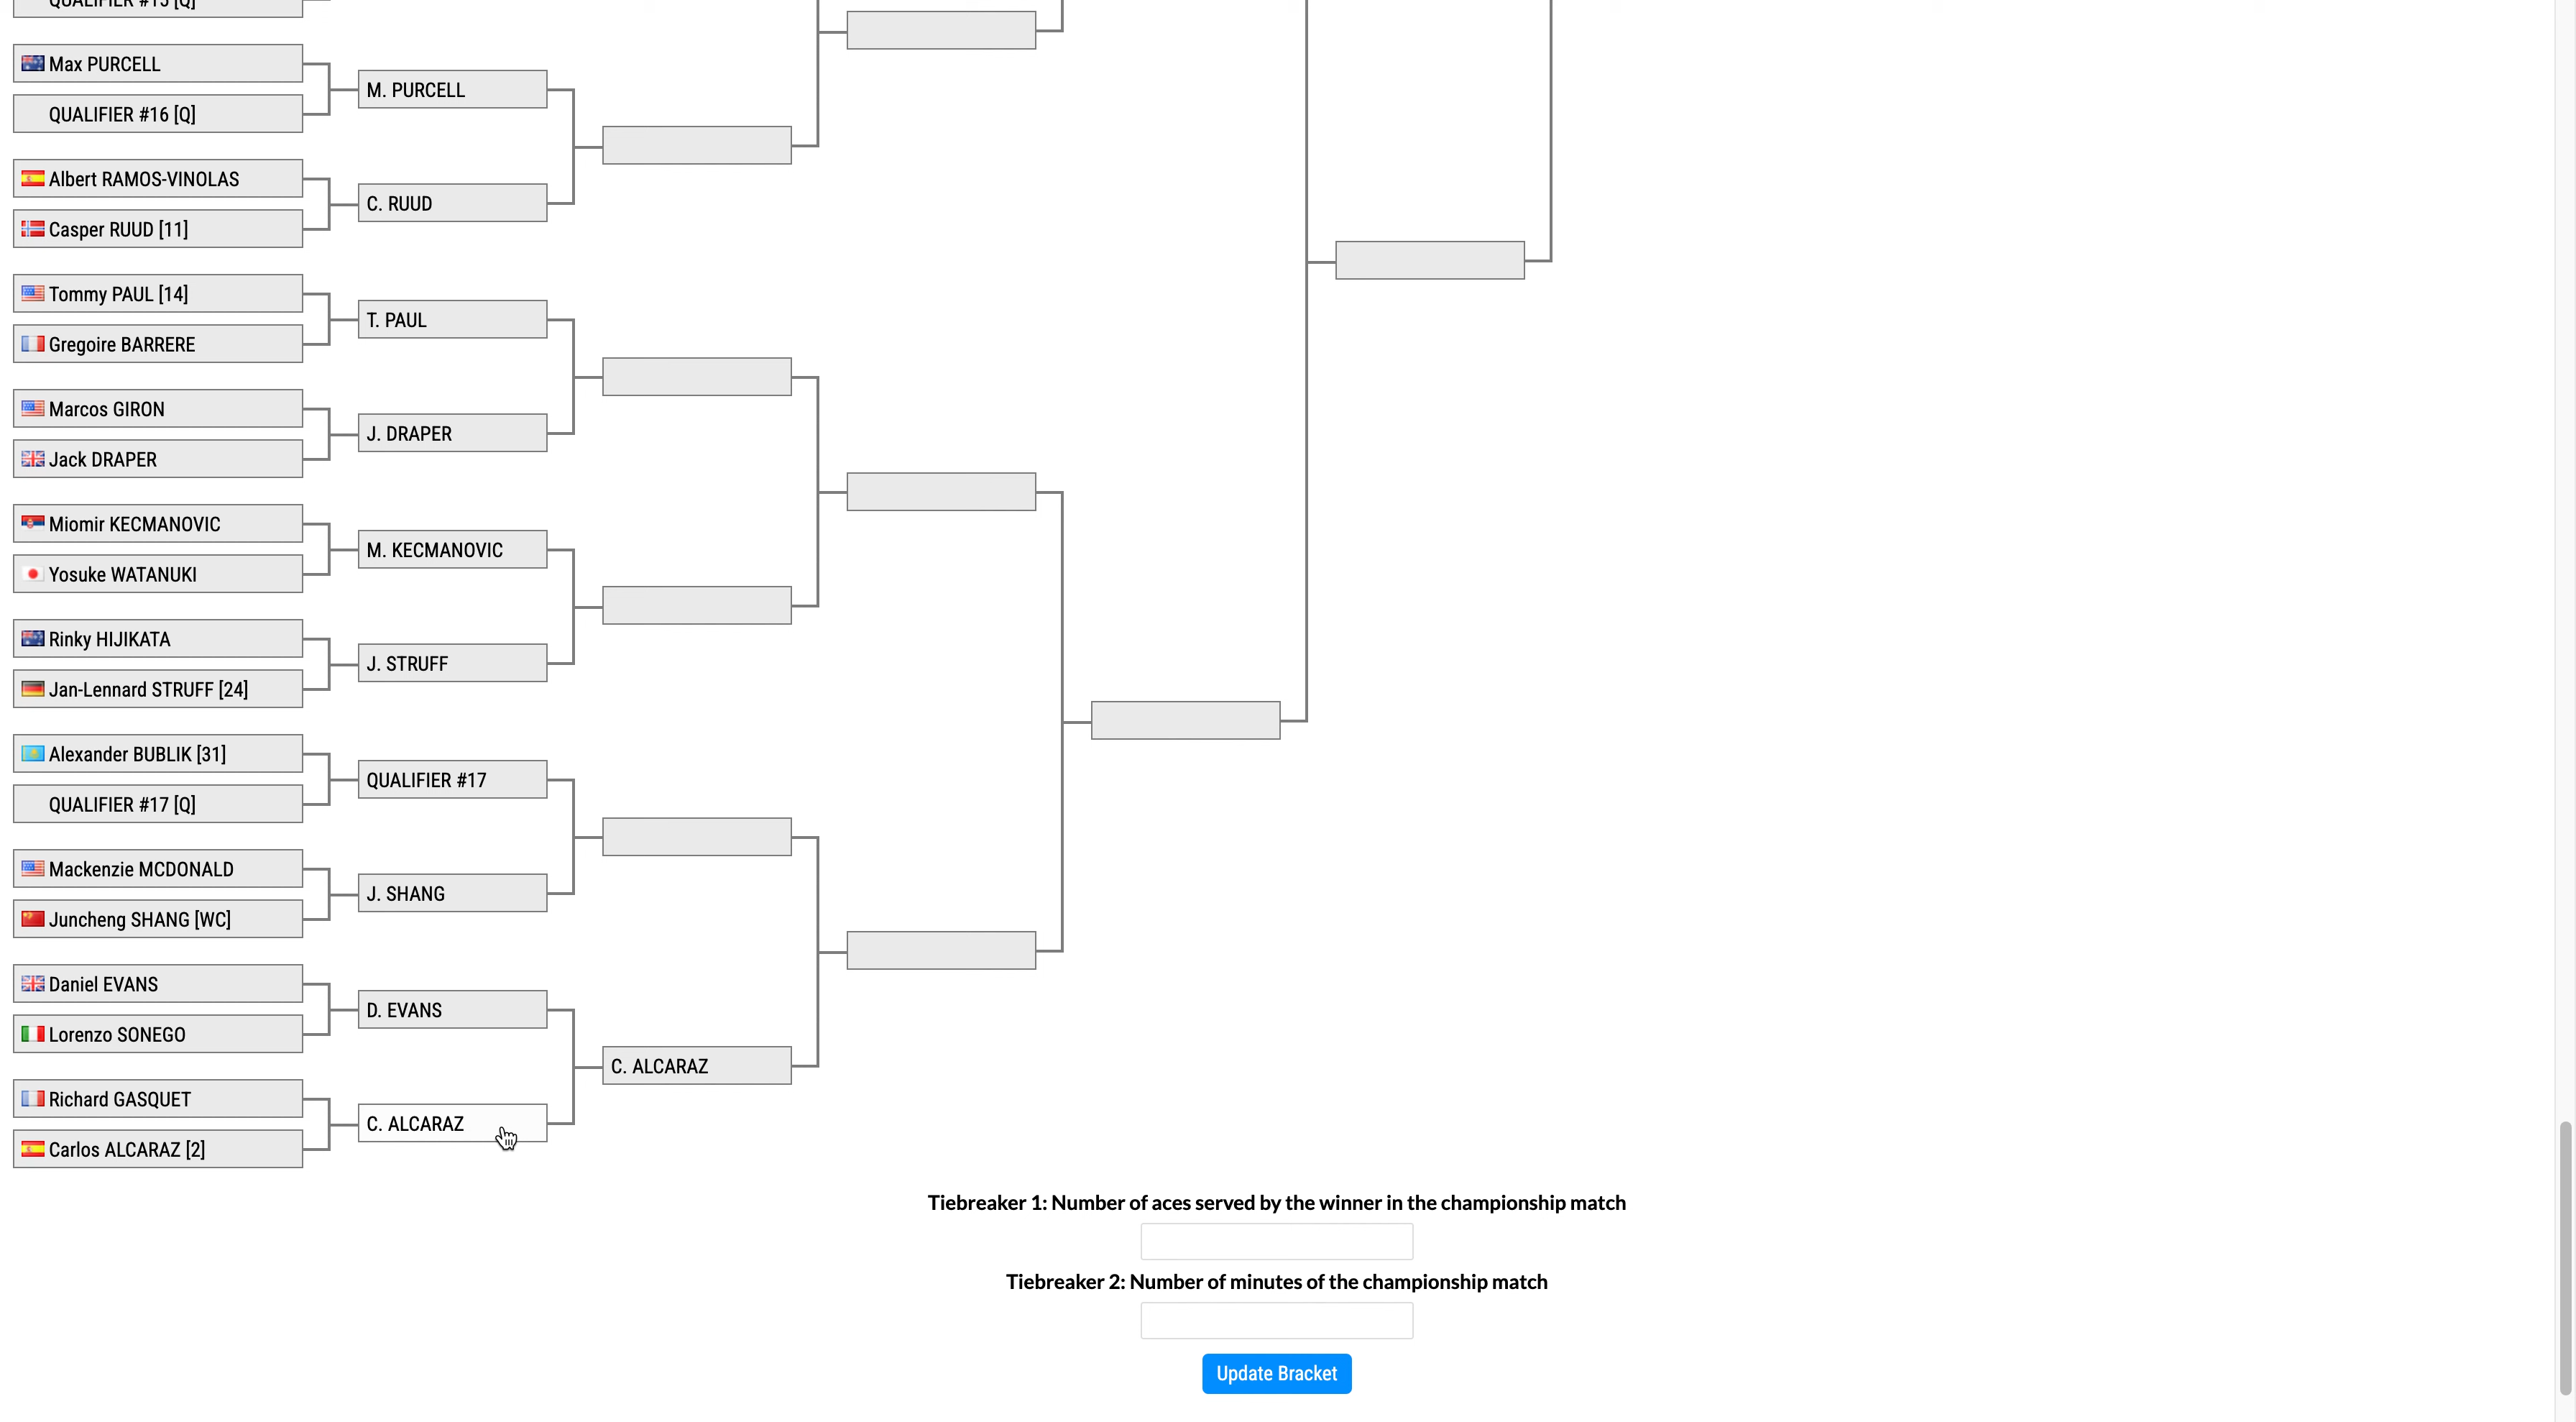 QUALIFIER #15 [Q]
Max PURCELL
QUALIFIER #16 [Q]
M. PURCELL
Albert RAMOS-VINOLAS
Casper RUUD [11]
C. RUUD
Tommy PAUL [14]
Gregoire BARRERE
T. PAUL
Marcos GIRON
Jack DRAPER
J. DRAPER
Miomir KECMANOVIC
Yosuke WATANUKI
M. KECMANOVIC
Rinky HIJIKATA
Jan-Lennard STRUFF [24]
J. STRUFF
Alexander BUBLIK [31]
QUALIFIER #17 [Q]
QUALIFIER #17
Mackenzie MCDONALD
Juncheng SHANG [WC]
J. SHANG
Daniel EVANS
Lorenzo SONEGO
D. EVANS
C. ALCARAZ
Richard GASQUET
Carlos ALCARAZ [2]
C. ALCARAZ
Tiebreaker 1: Number of aces served by the winner in the championship match
Tiebreaker 2: Number of minutes of the championship match
Update Bracket